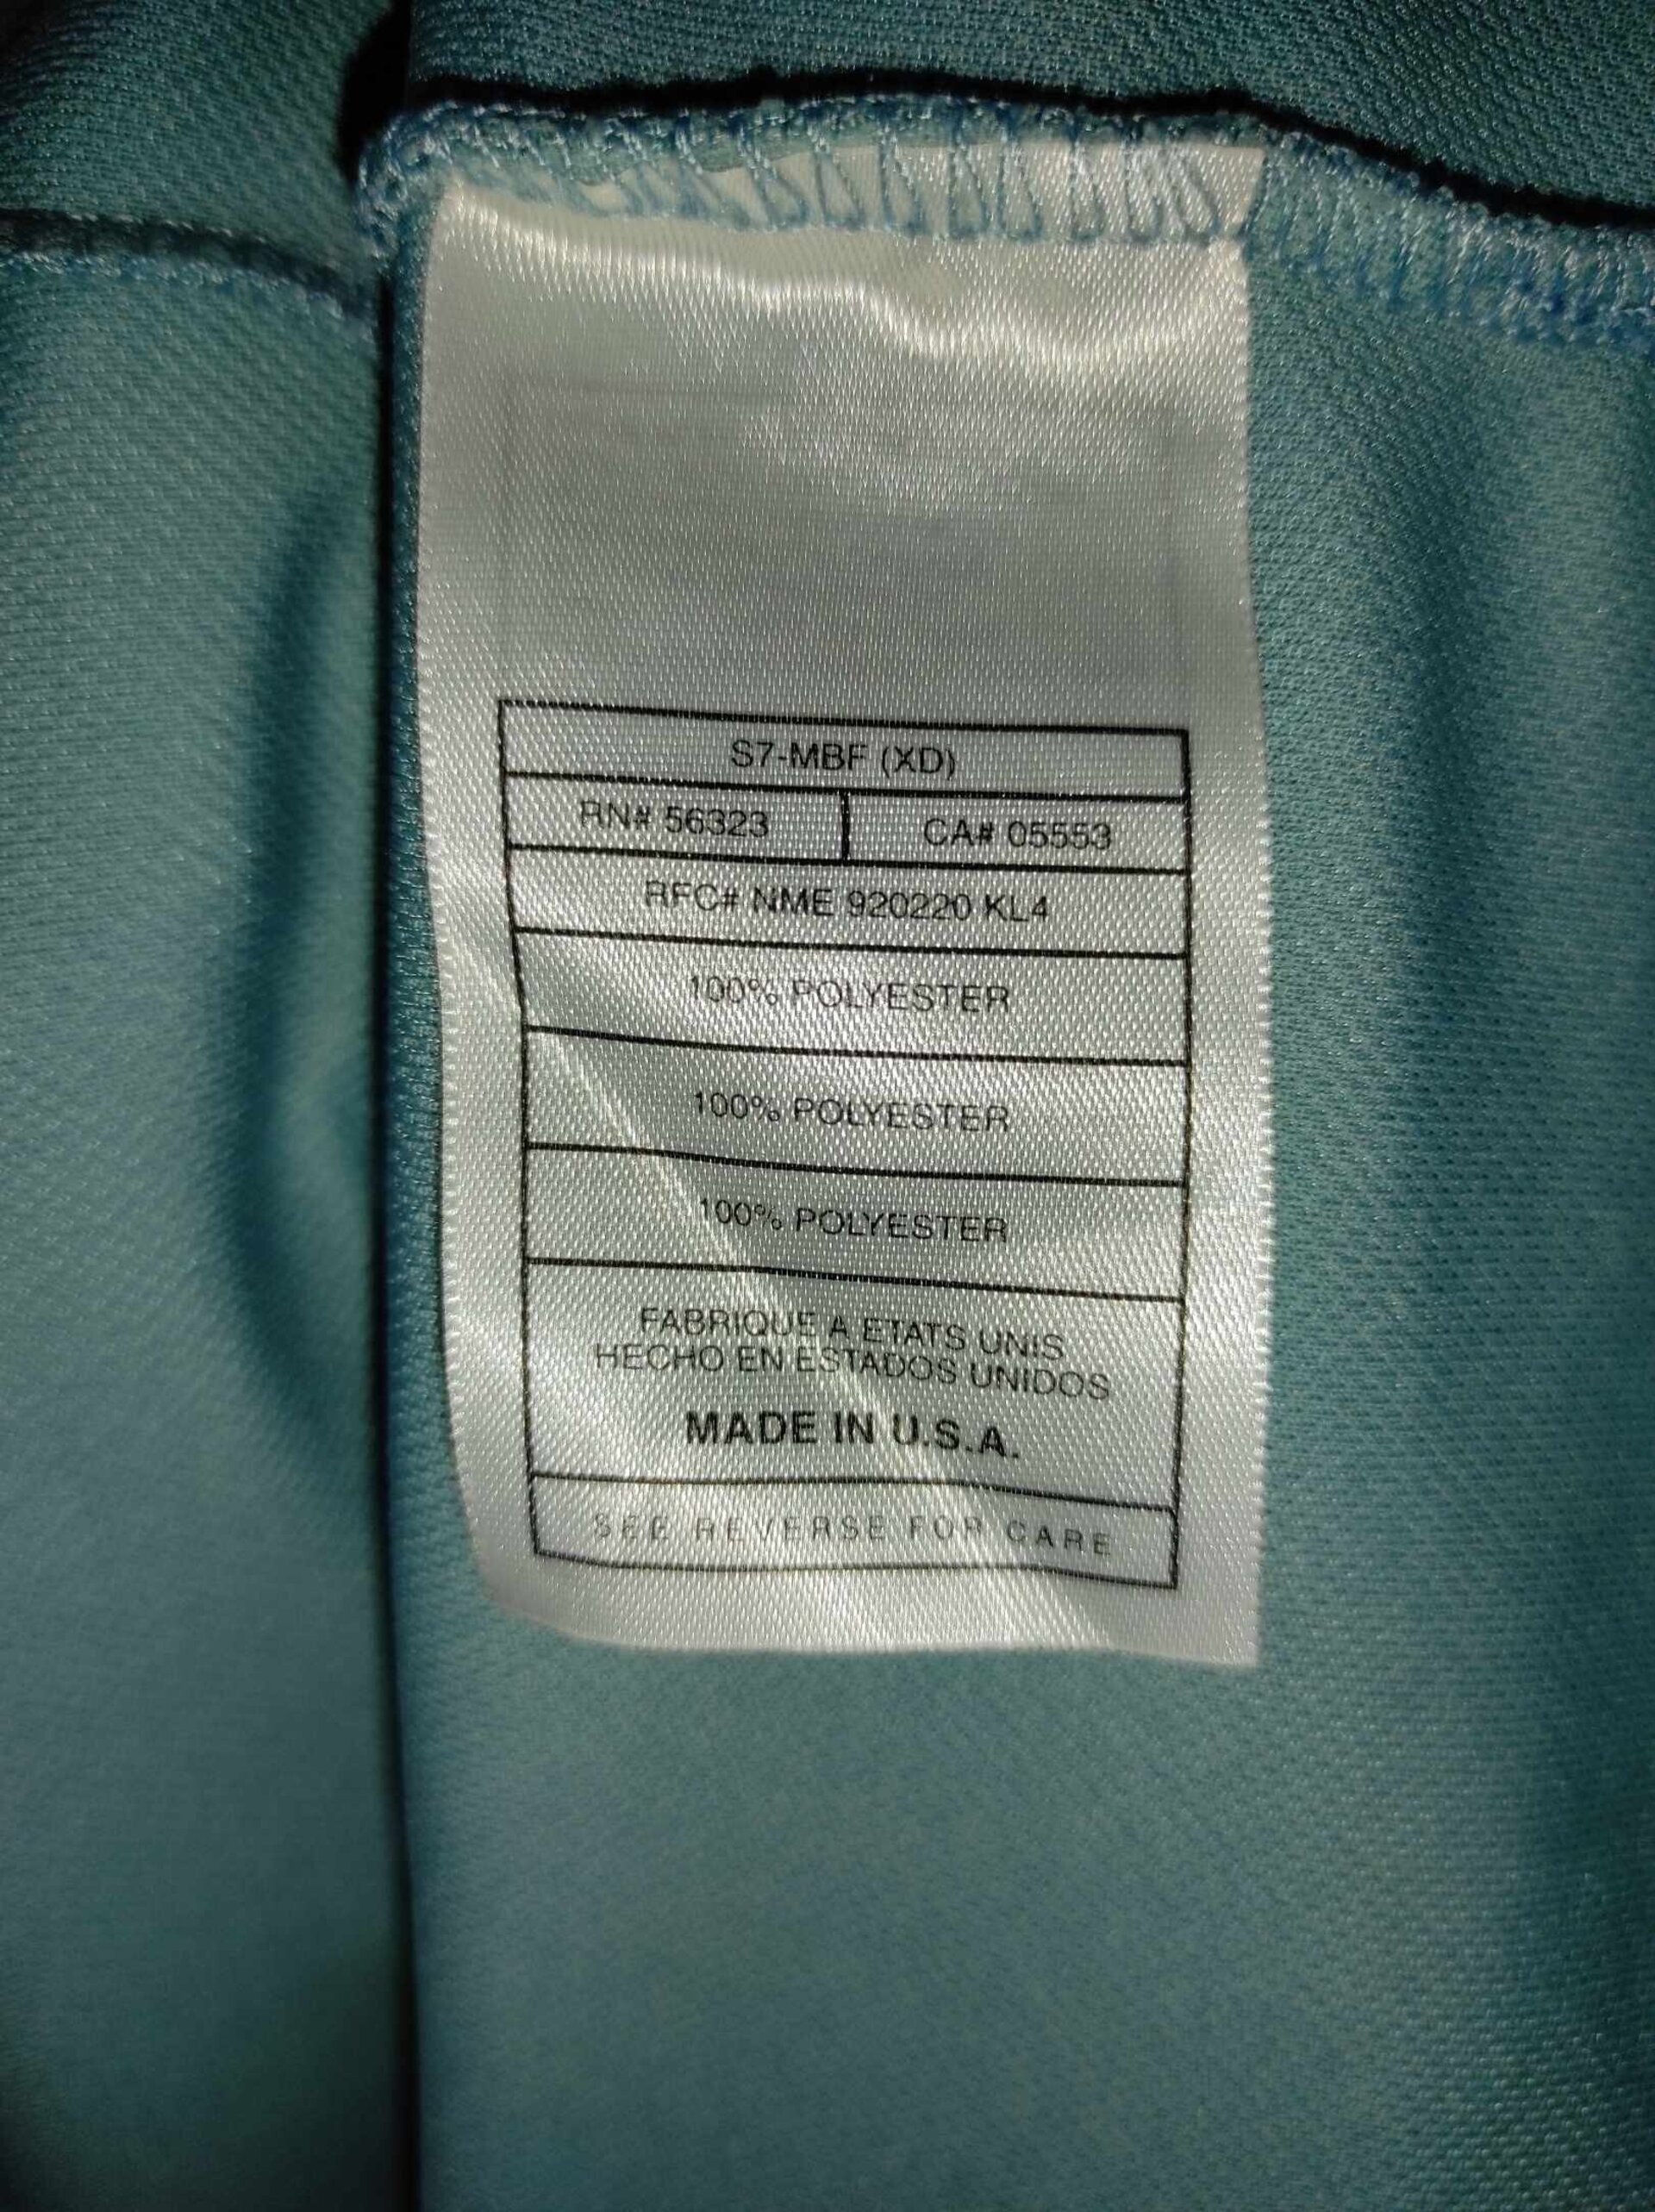 S7-MBF (XD)
RN# 56323 CA# 05553
RFC# NME 920220 KL4
100% POLYESTER
100% POLYESTER
100% POLYESTER
FABRIQUE A ETATS UNIS
HECHO EN ESTADOS UNIDOS
MADE IN U.S.A.
SEE REVERSE FOR CARE